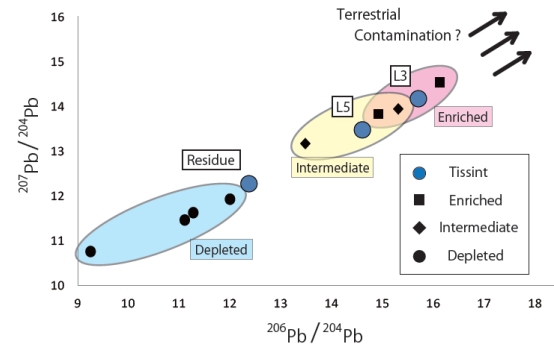 Terrestrial
Contamination ?
16
15
14
13
12
11
10
207Pb/204Pb
L3
L5
Enriched
Residue
Intermediate
Depleted
Tissint
Enriched
Intermediate
Depleted
9 10 11 12 13 14 15 16 17 18
206Pb/204Pb